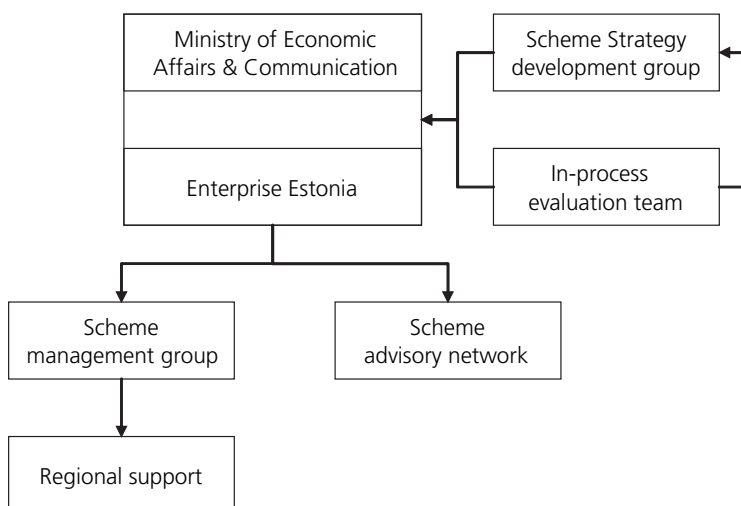 Ministry of Economic
Affairs & Communication
Scheme Strategy
development group
Enterprise Estonia
In-process
evaluation team
Scheme
management group
Scheme
advisory network
Regional support